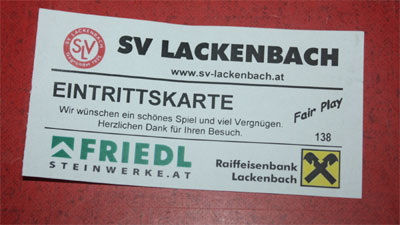 SV LACKENBACH
www.sv-lackenbach.at
EINTRITTSKARTE
Wir wünschen ein schönes Spiel und viel Vergnügen.
Herzlichen Dank für Ihren Besuch.
Fair Play
138
FRIEDL
STEINWERKE.AT
Raiffeisenbank
Lackenbach